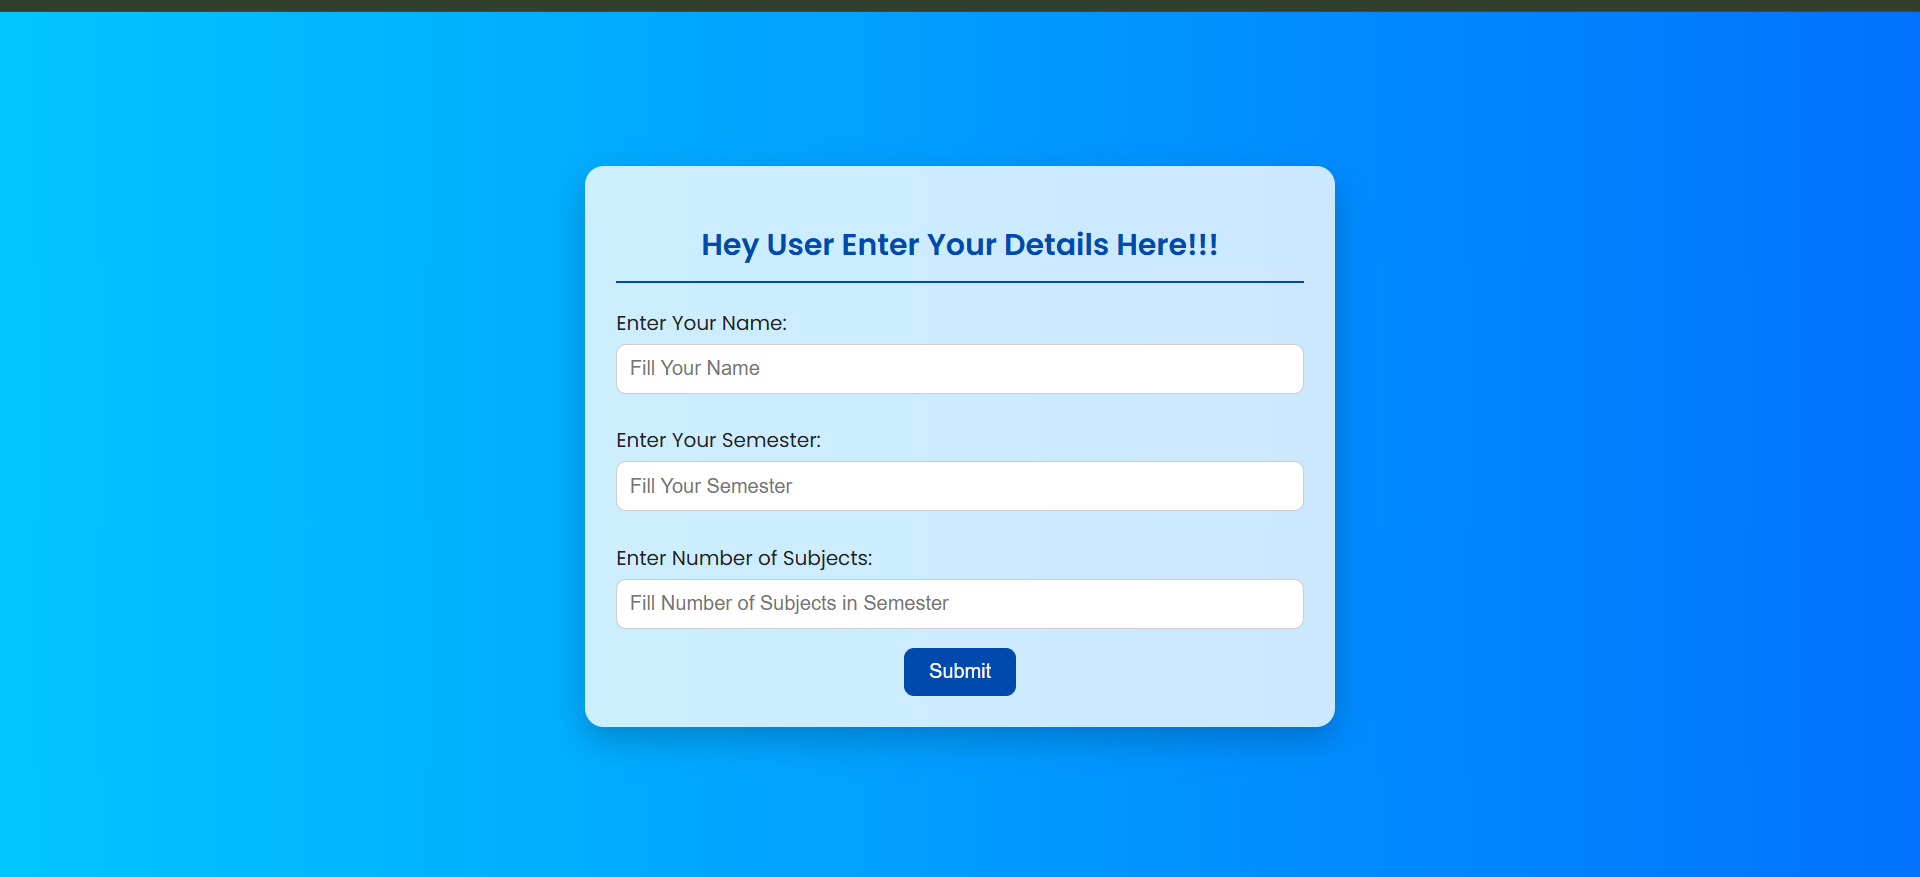 Hey User Enter Your Details Here!!!
Enter Your Name:
Fill Your Name
Enter Your Semester:
Fill Your Semester
Enter Number of Subjects:
Fill Number of Subjects in Semester
Submit